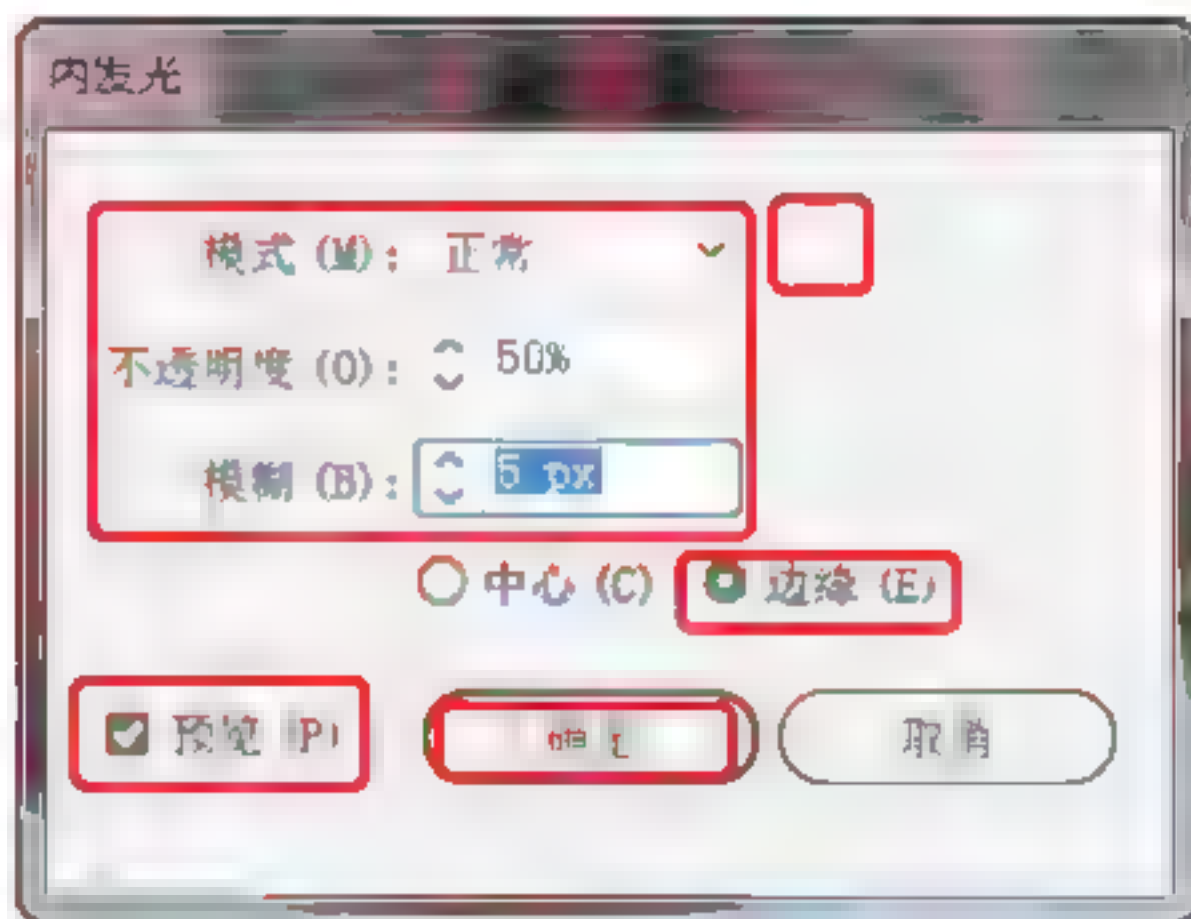 内发光
模式(M): 正常
不透明度(O): 50%
模糊(B): 5 px
中心(C) 边缘(E)
预览(P) 取消